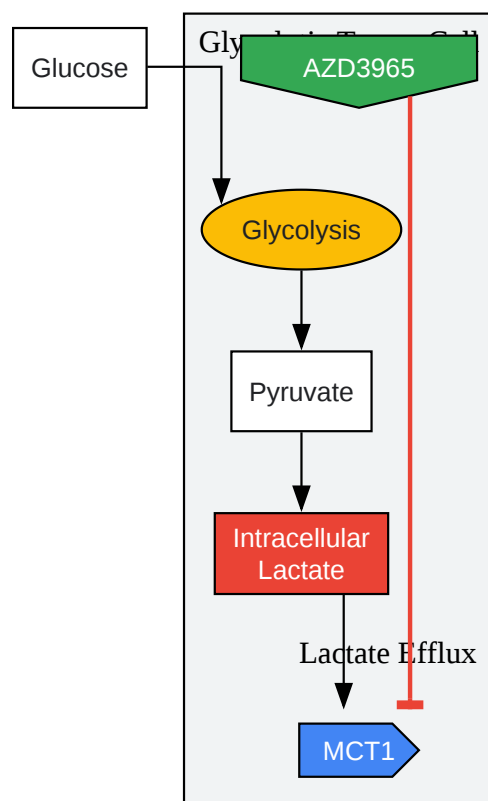 Glucose
AZD3965
Glycolysis
Pyruvate
Intracellular
Lactate
Lactate Efflux
MCT1